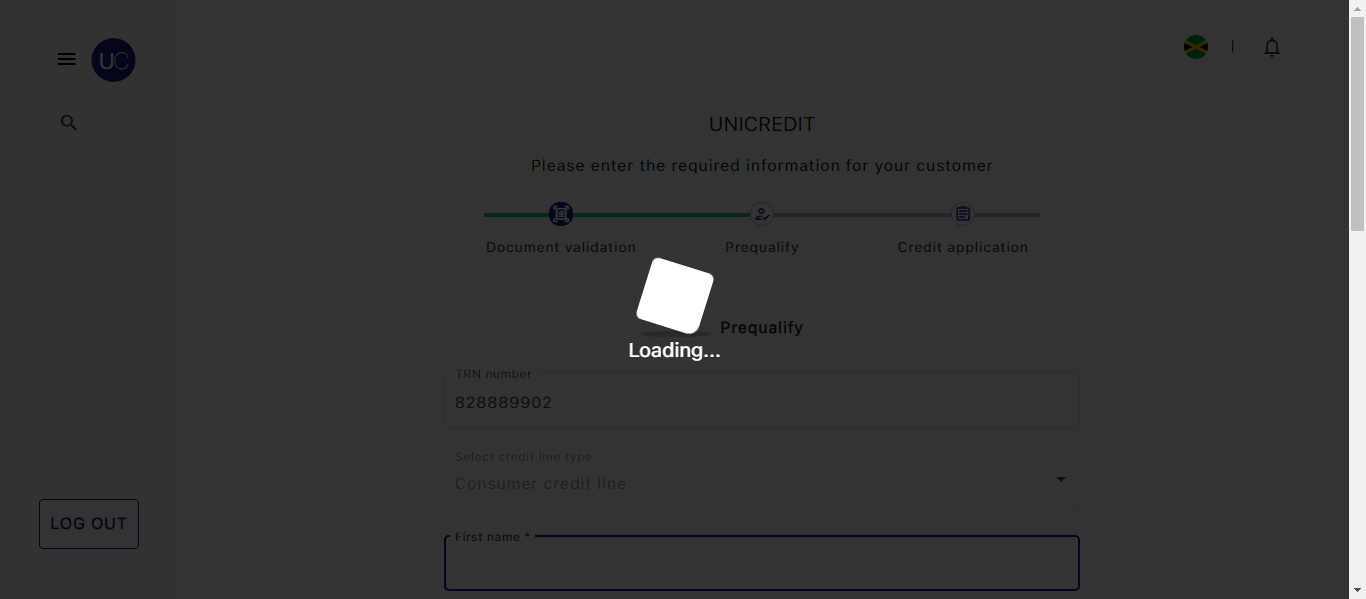 UC
UNICREDIT
Please enter the required information for your customer
Document validation
Prequalify
Credit application
Prequalify
Loading...
TRN number
828889902
Select credit line type
Consumer credit line
LOG OUT
First name *